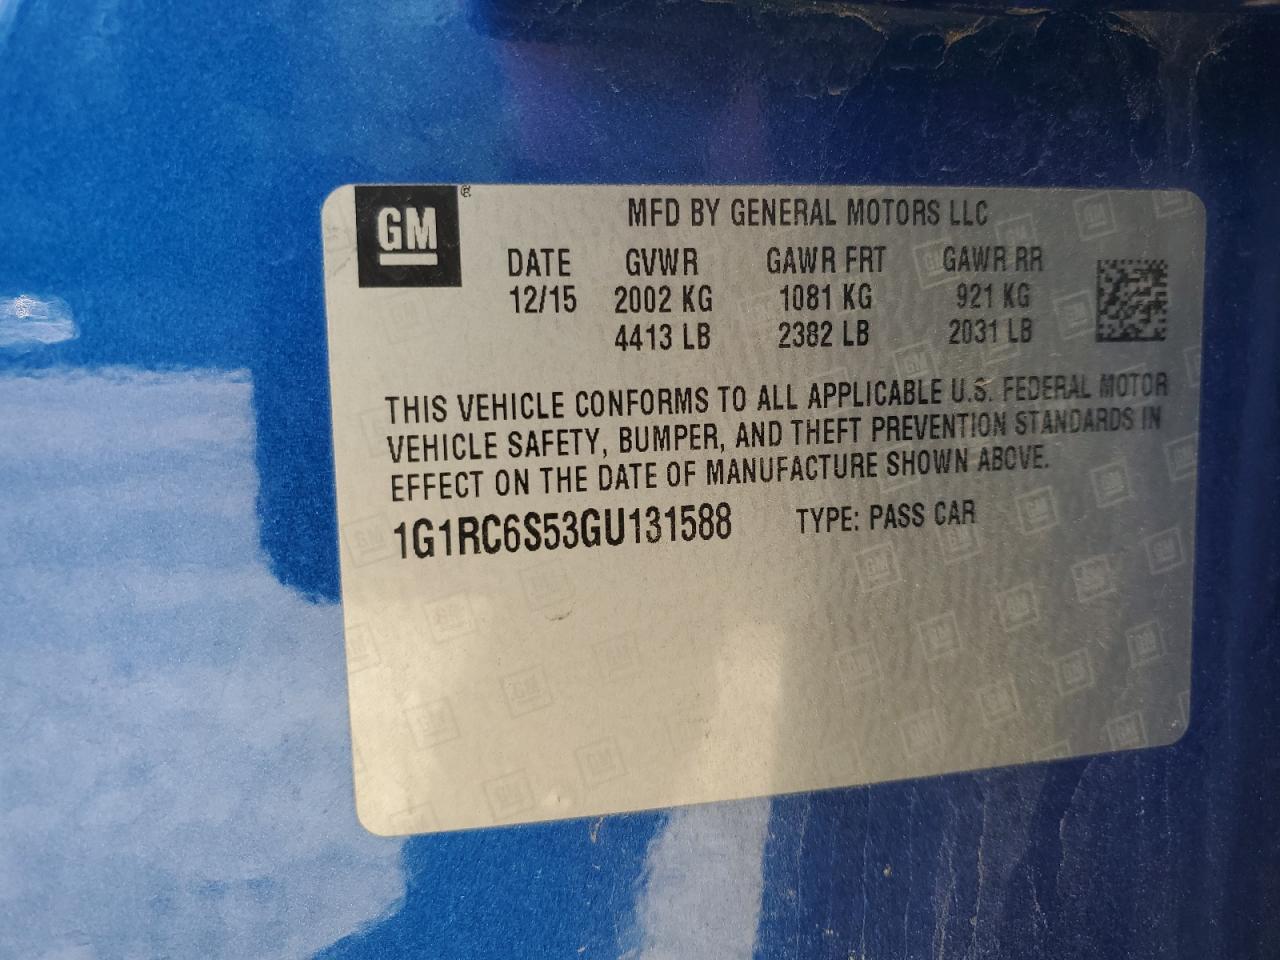 GM ®
MFD BY GENERAL MOTORS LLC
DATE GVWR GAWR FRT GAWR RR
12/15 2002 KG 1081 KG 921 KG
4413 LB 2382 LB 2031 LB
THIS VEHICLE CONFORMS TO ALL APPLICABLE U.S. FEDERAL MOTOR
VEHICLE SAFETY, BUMPER, AND THEFT PREVENTION STANDARDS IN
EFFECT ON THE DATE OF MANUFACTURE SHOWN ABOVE.
1G1RC6S53GU131588 TYPE: PASS CAR